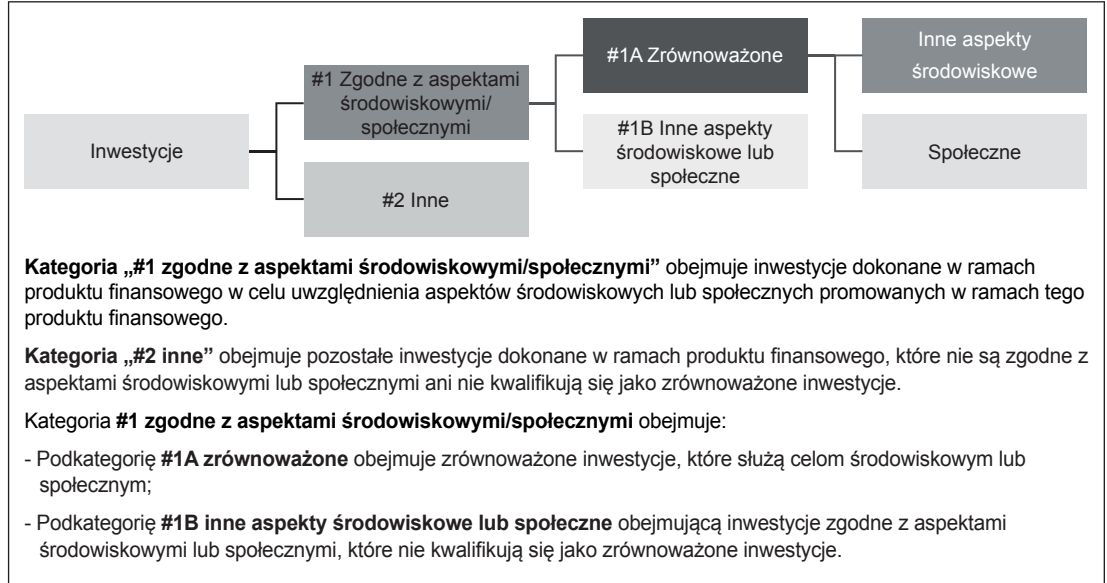 Inwestycje
#1 Zgodne z aspektami
środowiskowymi/
społecznymi
#2 Inne
#1A Zrównoważone
#1B Inne aspekty
środowiskowe lub
społeczne
Inne aspekty
środowiskowe
Społeczne
Kategoria „#1 zgodne z aspektami środowiskowymi/społecznymi” obejmuje inwestycje dokonane w ramach
produktu finansowego w celu uwzględnienia aspektów środowiskowych lub społecznych promowanych w ramach tego
produktu finansowego.
Kategoria „#2 inne” obejmuje pozostałe inwestycje dokonane w ramach produktu finansowego, które nie są zgodne z
aspektami środowiskowymi lub społecznymi ani nie kwalifikują się jako zrównoważone inwestycje.
Kategoria #1 zgodne z aspektami środowiskowymi/społecznymi obejmuje:
- Podkategorię #1A zrównoważone obejmuje zrównoważone inwestycje, które służą celom środowiskowym lub
społecznym;
- Podkategorię #1B inne aspekty środowiskowe lub społeczne obejmującą inwestycje zgodne z aspektami
środowiskowymi lub społecznymi, które nie kwalifikują się jako zrównoważone inwestycje.